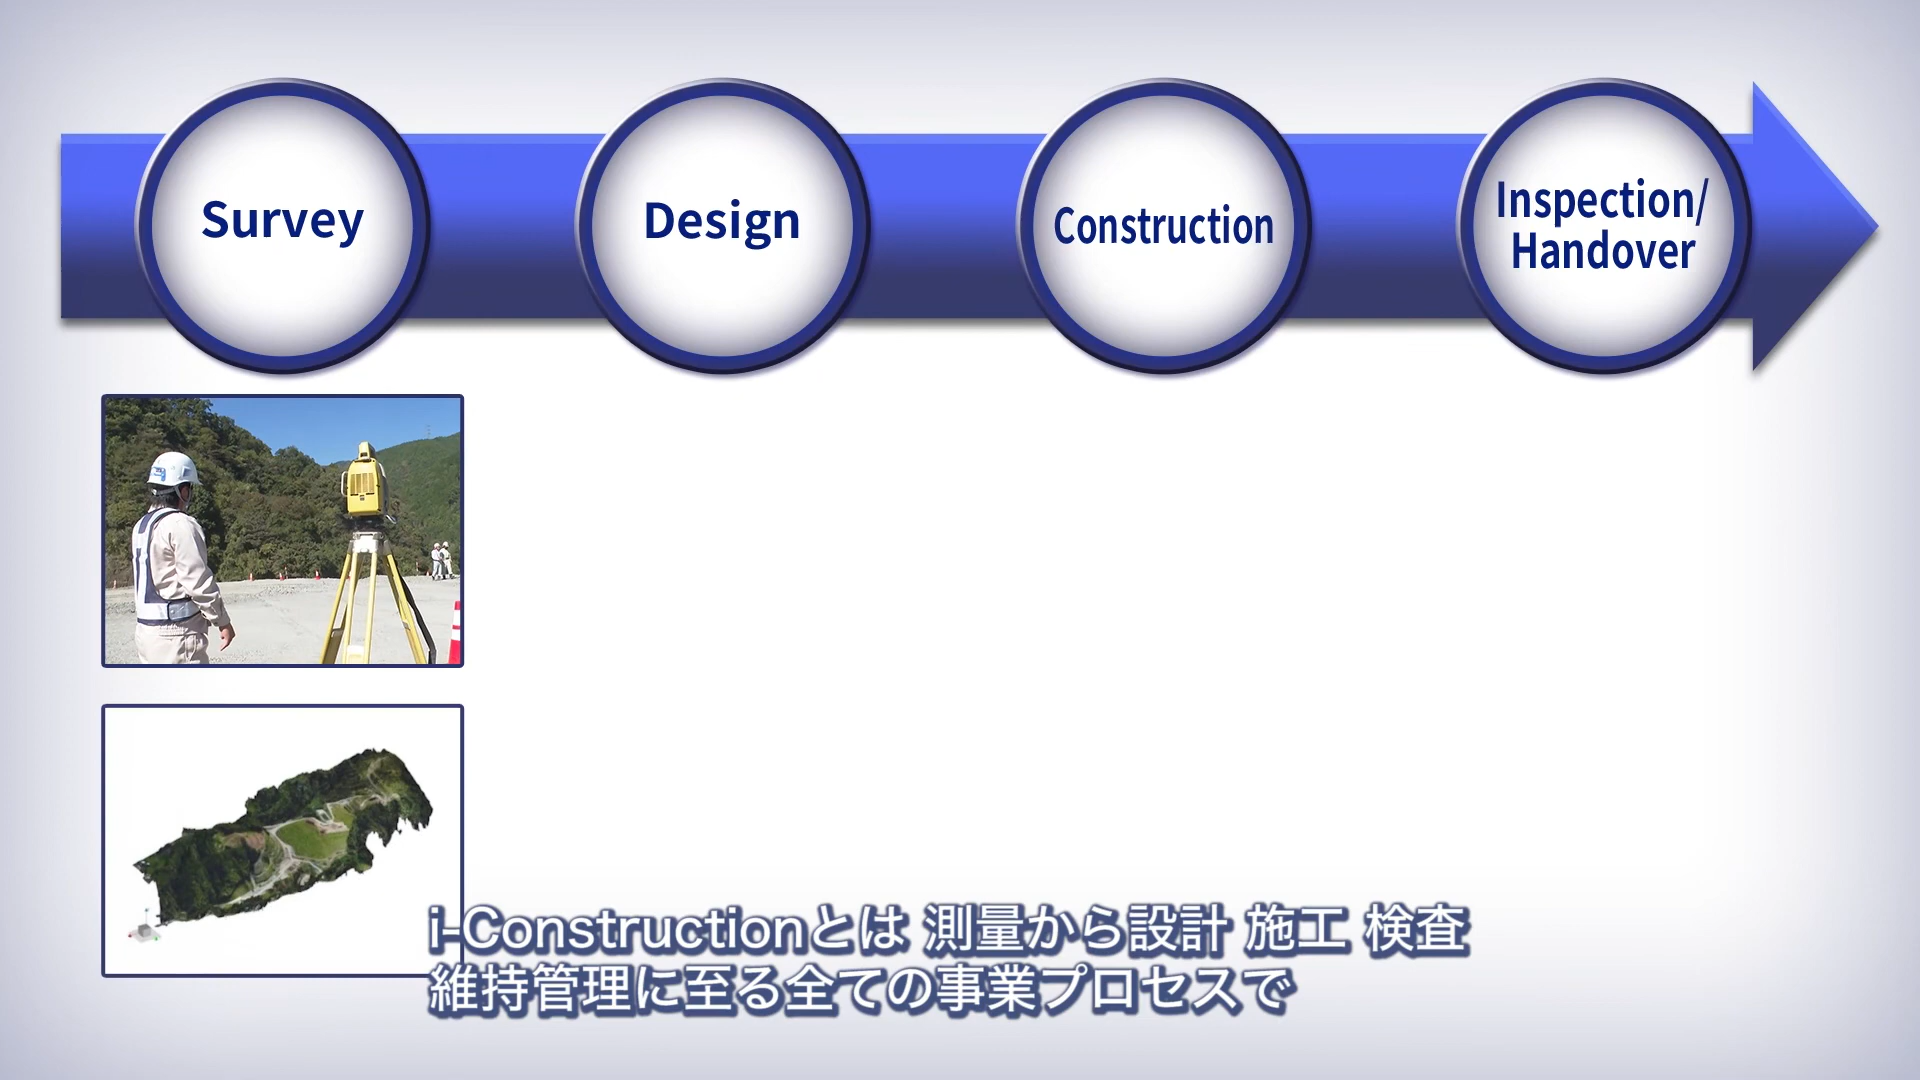 Survey
Design
Construction
Inspection/
Handover
i-Constructionとは 測量から設計 施工 検査
維持管理に至る全ての事業プロセスで